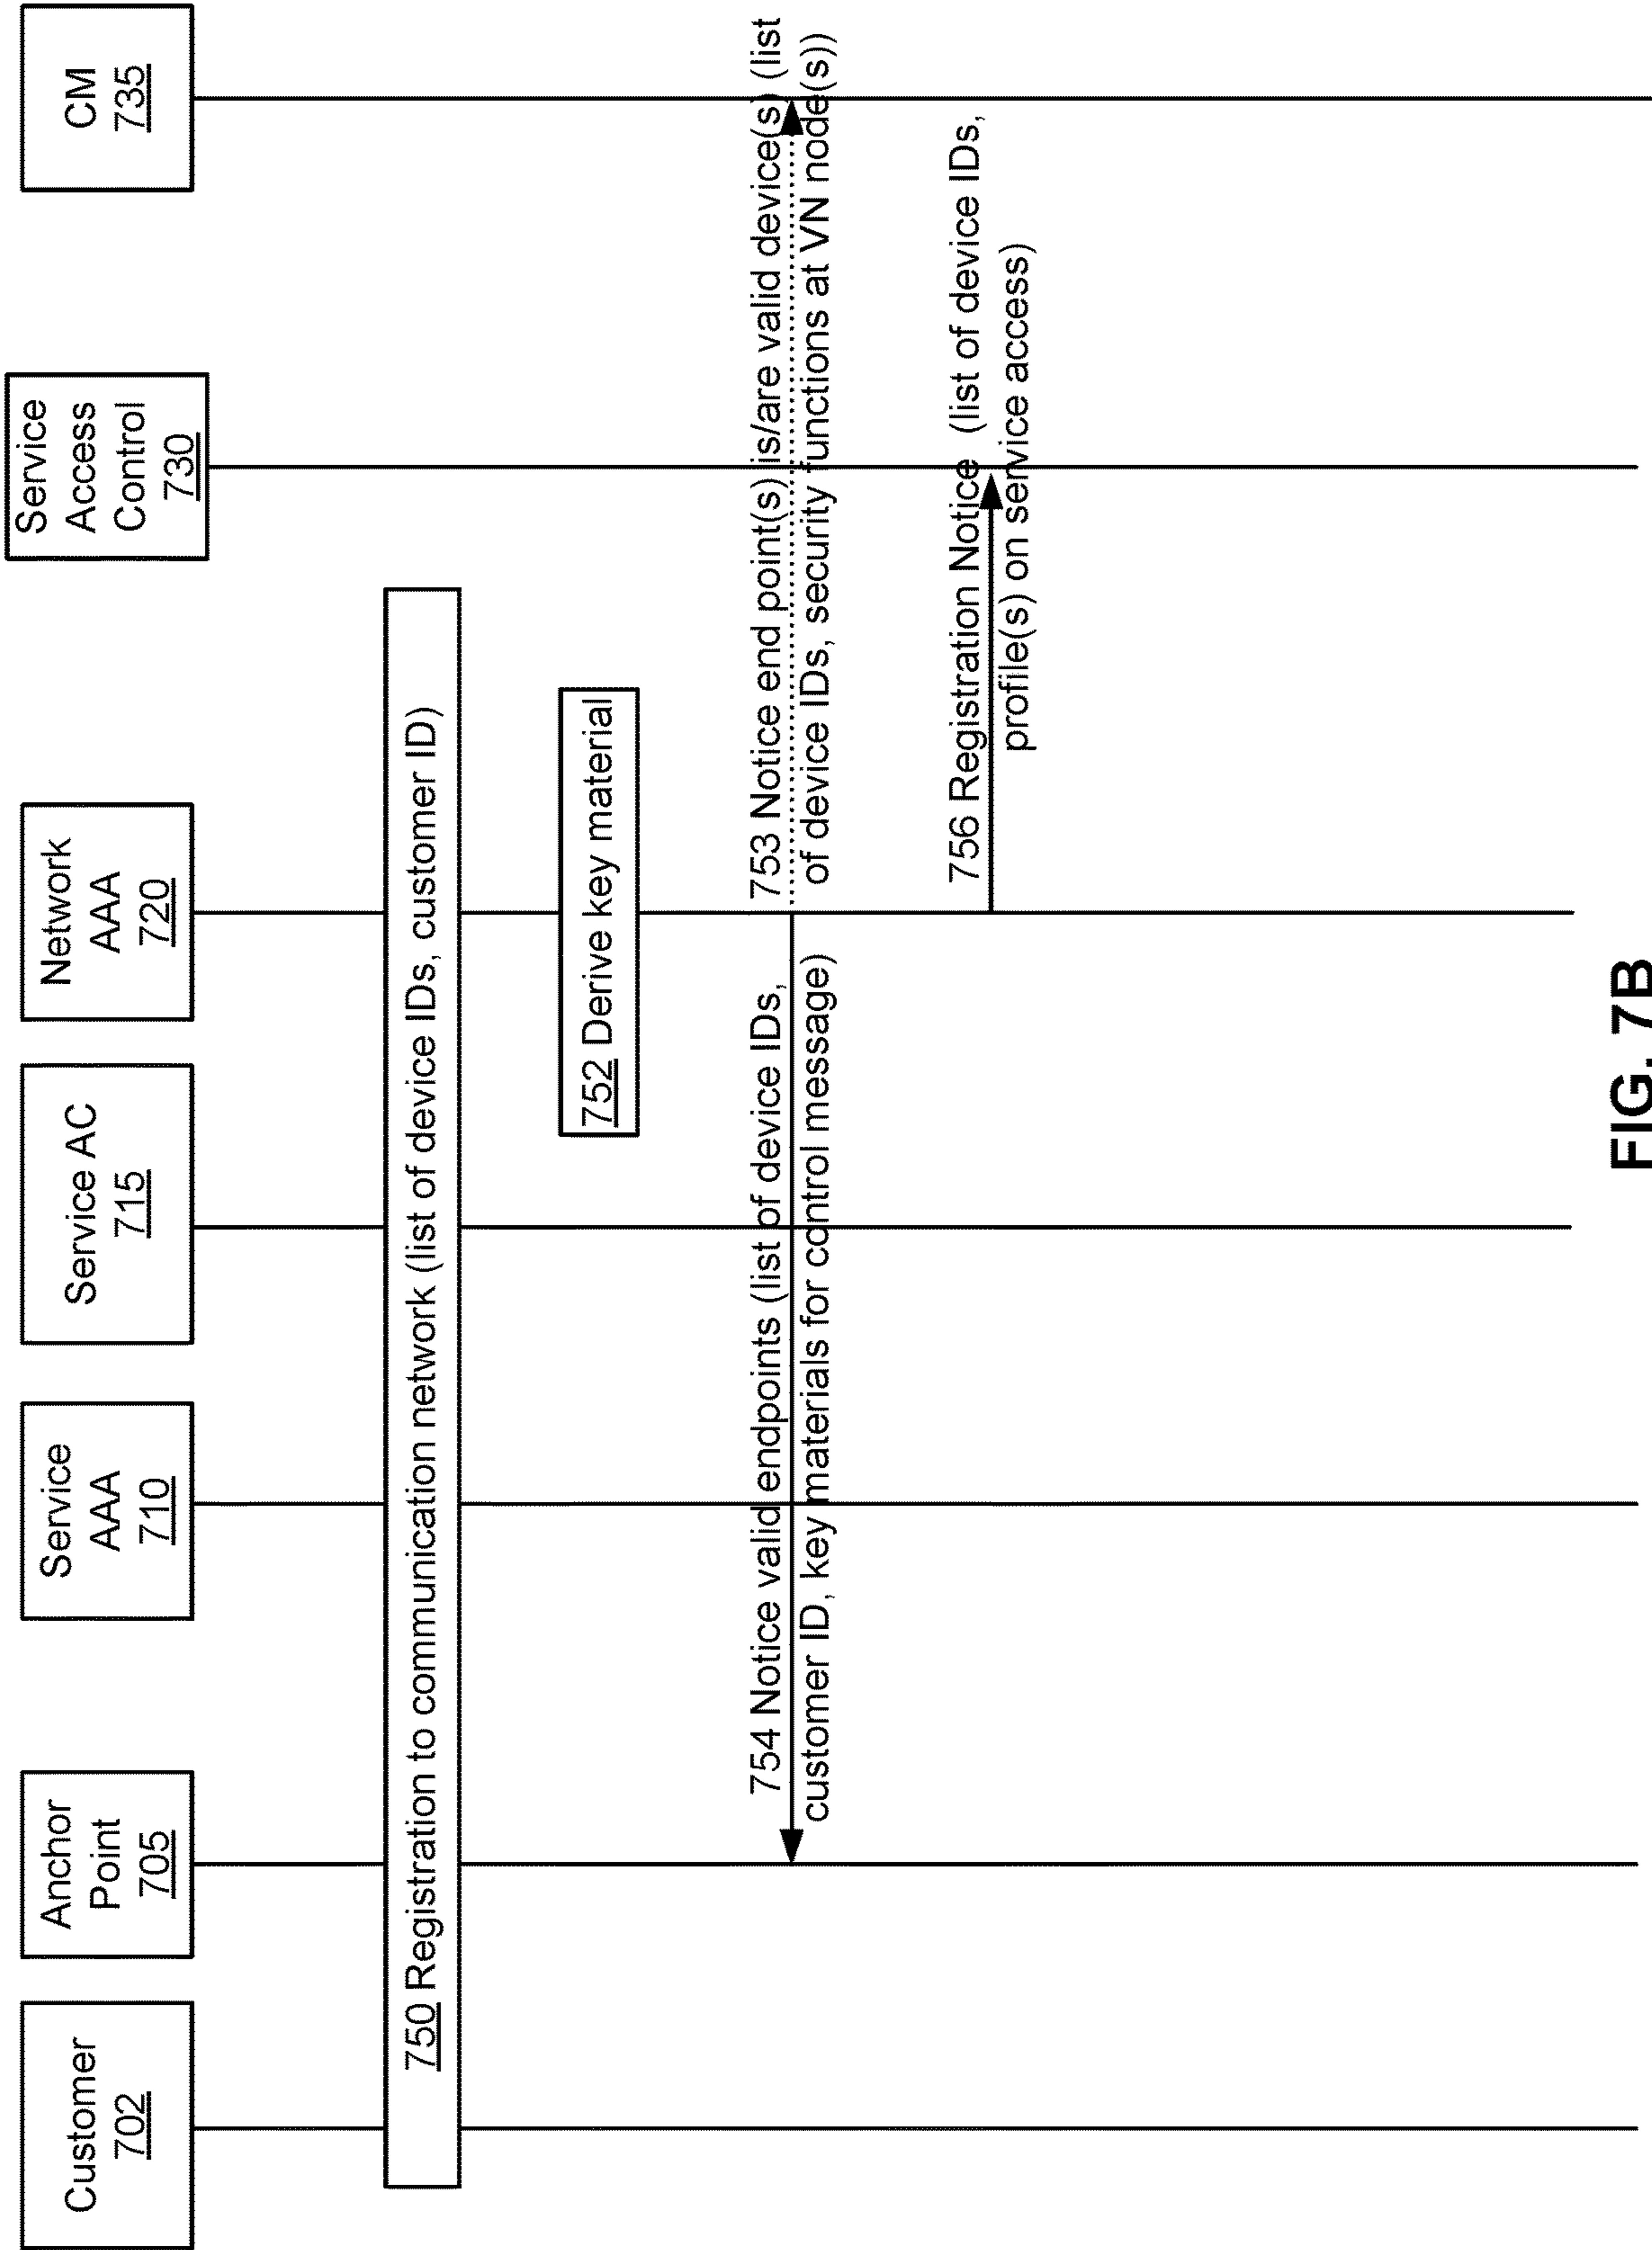 Customer
702
Anchor
Point
705
Service
AAA
710
Service AC
715
Network
AAA
720
Service
Access
Control
730
CM
735
750 Registration to communication network (list of device IDs, customer ID)
752 Derive key material
753 Notice end point(s) is/are valid device(s) (list
of device IDs, security functions at VN node(s))
754 Notice valid endpoints (list of device IDs,
customer ID, key materials for control message)
756 Registration Notice (list of device IDs,
profile(s) on service access)
FIG. 7B